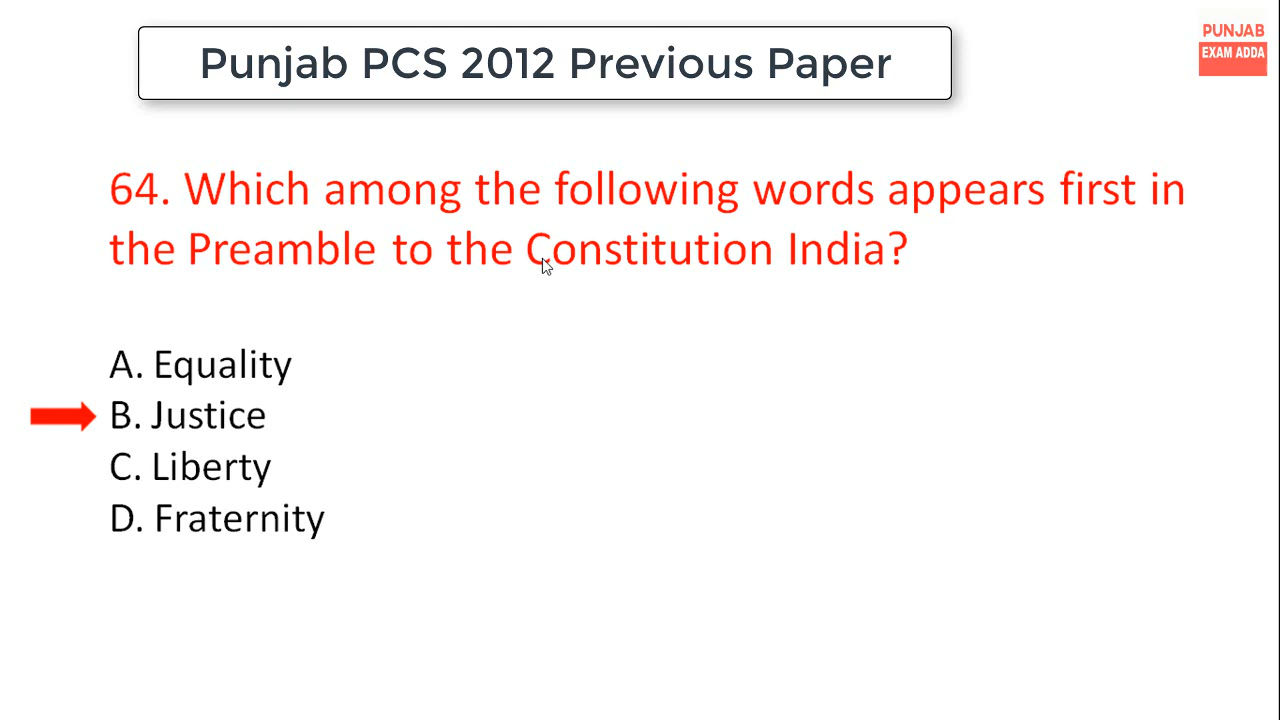 Punjab PCS 2012 Previous Paper
PUNJAB
EXAM ADDA
64. Which among the following words appears first in
the Preamble to the Constitution India?
A. Equality
B. Justice
C. Liberty
D. Fraternity